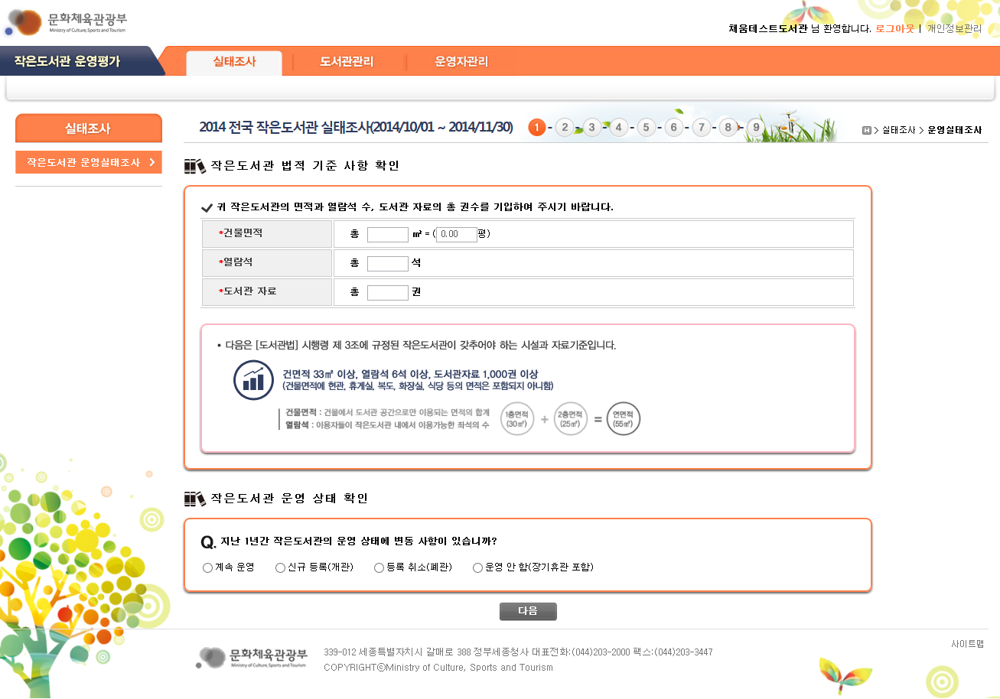 문화체육관광부
Ministry of Culture, Sports and Tourism
채움테스트도서관 님 환영합니다. 로그아웃 | 개인정보관리
작은도서관 운영평가
실태조사 도서관관리 운영자관리
실태조사
작은도서관 운영실태조사
2014 전국 작은도서관 실태조사(2014/10/01 ~ 2014/11/30) 1 - 2 - 3 - 4 - 5 - 6 - 7 - 8 - 9
H > 실태조사 > 운영실태조사
작은도서관 법적 기준 사항 확인
귀 작은도서관의 면적과 열람석 수, 도서관 자료의 총 권수를 기입하여 주시기 바랍니다.
*건물면적 총 ㎡ = ( 0.00 평)
*열람석 총 석
*도서관 자료 총 권
• 다음은 [도서관법] 시행령 제 3조에 규정된 작은도서관이 갖추어야 하는 시설과 자료기준입니다.
건면적 33㎡ 이상, 열람석 6석 이상, 도서관자료 1,000권 이상
(건물면적에 현관, 휴게실, 복도, 화장실, 식당 등의 면적은 포함되지 아니함)
건물면적 : 건물에서 도서관 공간으로만 이용되는 면적의 합계
열람석 : 이용자들이 작은도서관 내에서 이용가능한 좌석의 수
1층면적 (30㎡) + 2층면적 (25㎡) = 연면적 (55㎡)
작은도서관 운영 상태 확인
Q. 지난 1년간 작은도서관의 운영 상태에 변동 사항이 있습니까?
계속 운영 신규 등록(개관) 등록 취소(폐관) 운영 안 함(장기휴관 포함)
다음
사이트맵
문화체육관광부
Ministry of Culture, Sports and Tourism
339-012 세종특별자치시 갈매로 388 정부세종청사 대표전화:(044)203-2000 팩스:(044)203-3447
COPYRIGHTⓒMinistry of Culture, Sports and Tourism